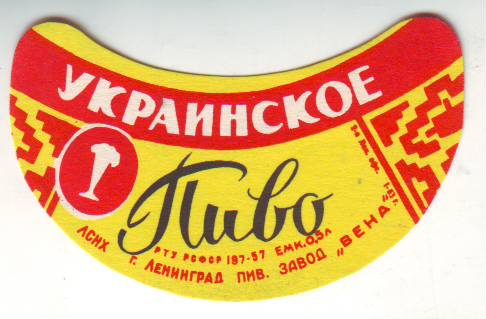 УКРАИНСКОЕ
Пиво
РТУ РСФСР 197-57 ЕМК. 0,5л
ЛСНХ г. ЛЕНИНГРАД ПИВ. ЗАВОД „ВЕНА"